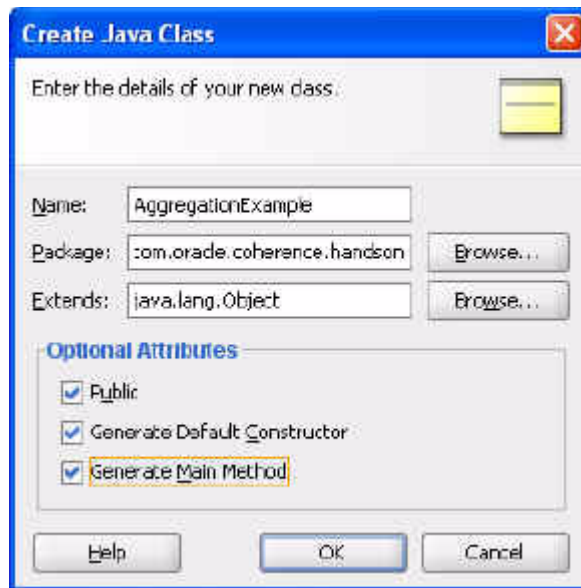 Create Java Class
Enter the details of your new class.
Name: AggregationExample
Package: com.oracle.coherence.handson Browse...
Extends: java.lang.Object Browse...
Optional Attributes
Public
Generate Default Constructor
Generate Main Method
Help OK Cancel